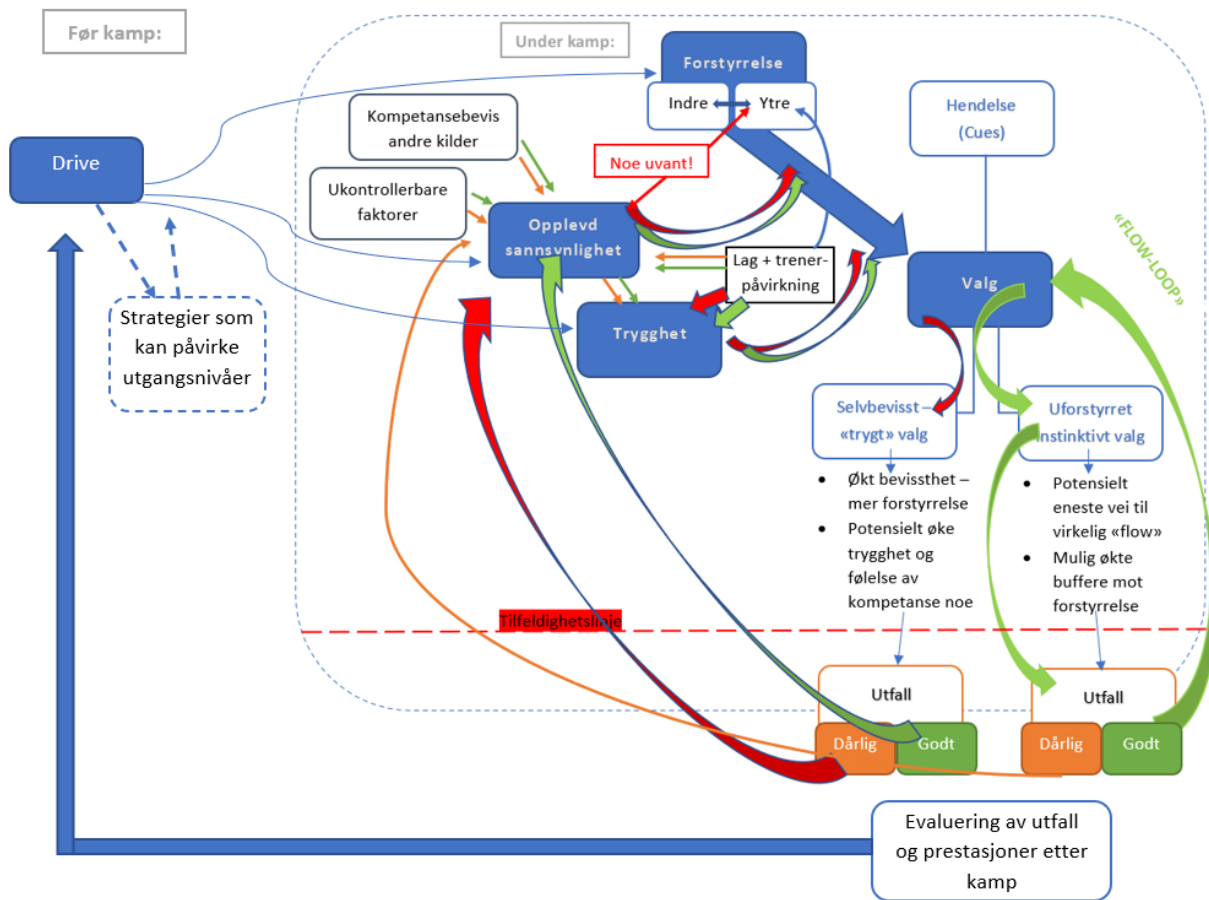 Før kamp:
Under kamp:
Forstyrrelse
Indre
Ytre
Hendelse
(Cues)
Kompetansebevis
andre kilder
Noe uvant!
Drive
Ukontrollerbare
faktorer
Opplevd
sannsynlighet
Lag + trener-
påvirkning
Valg
«FLOW-LOOP»
Trygghet
Strategier som
kan påvirke
utgangsnivåer
Selvbevisst –
«trygt» valg
Uforstyrret
instinktivt valg
• Økt bevissthet –
mer forstyrrelse
• Potensielt øke
trygghet og
følelse av
kompetanse noe
• Potensielt
eneste vei til
virkelig «flow»
• Mulig økte
buffere mot
forstyrrelse
Tilfeldighetslinje
Utfall
Dårlig
Godt
Utfall
Dårlig
Godt
Evaluering av utfall
og prestasjoner etter
kamp